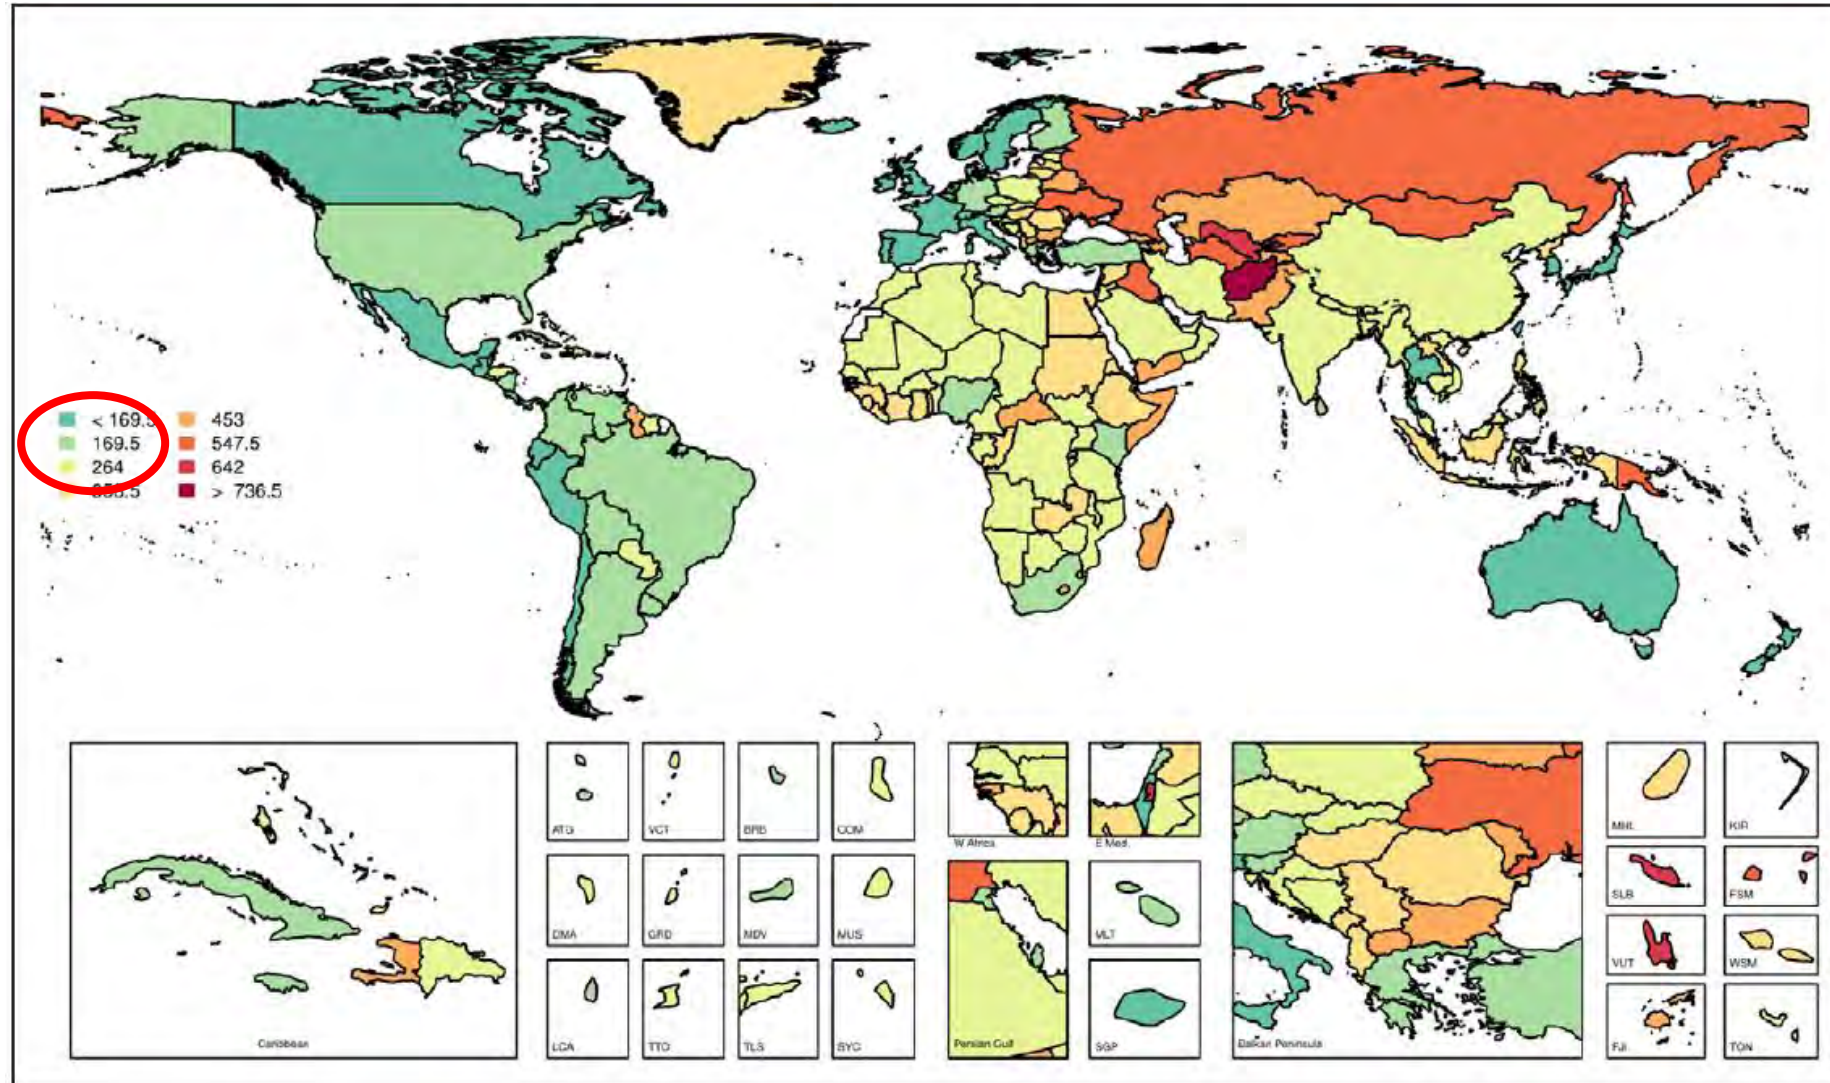 < 169.5 453
169.5 547.5
264 642
353.5 > 736.5
ATG VCT BRB COM
W Africa E Med.
MHL KIR
SLB FSM
DMA GRD MDV MUS
MLT
VUT WSM
LCA TTO TLS SYC
Caribbean
Persian Gulf SGP
Balkan Peninsula
FJI TON